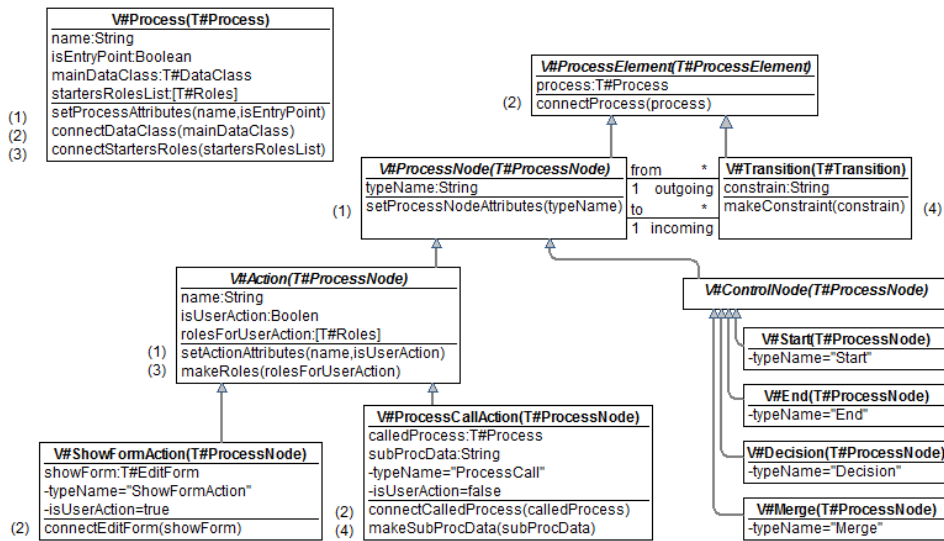 V#Process(T#Process)
name:String
isEntryPoint:Boolean
mainDataClass:T#DataClass
startersRolesList:[T#Roles]
(1) setProcessAttributes(name,isEntryPoint)
(2) connectDataClass(mainDataClass)
(3) connectStartersRoles(startersRolesList)
V#ProcessElement(T#ProcessElement)
process:T#Process
(2) connectProcess(process)
V#ProcessNode(T#ProcessNode)
typeName:String
(1) setProcessNodeAttributes(typeName)
from *
1 outgoing
to *
1 incoming
V#Transition(T#Transition)
constrain:String
makeConstraint(constrain) (4)
V#Action(T#ProcessNode)
name:String
isUserAction:Boolen
rolesForUserAction:[T#Roles]
(1) setActionAttributes(name,isUserAction)
(3) makeRoles(rolesForUserAction)
V#ControlNode(T#ProcessNode)
V#Start(T#ProcessNode)
-typeName="Start"
V#End(T#ProcessNode)
-typeName="End"
V#Decision(T#ProcessNode)
-typeName="Decision"
V#Merge(T#ProcessNode)
-typeName="Merge"
V#ShowFormAction(T#ProcessNode)
showForm:T#EditForm
-typeName="ShowFormAction"
-isUserAction=true
(2) connectEditForm(showForm)
V#ProcessCallAction(T#ProcessNode)
calledProcess:T#Process
subProcData:String
-typeName="ProcessCall"
-isUserAction=false
(2) connectCalledProcess(calledProcess)
(4) makeSubProcData(subProcData)